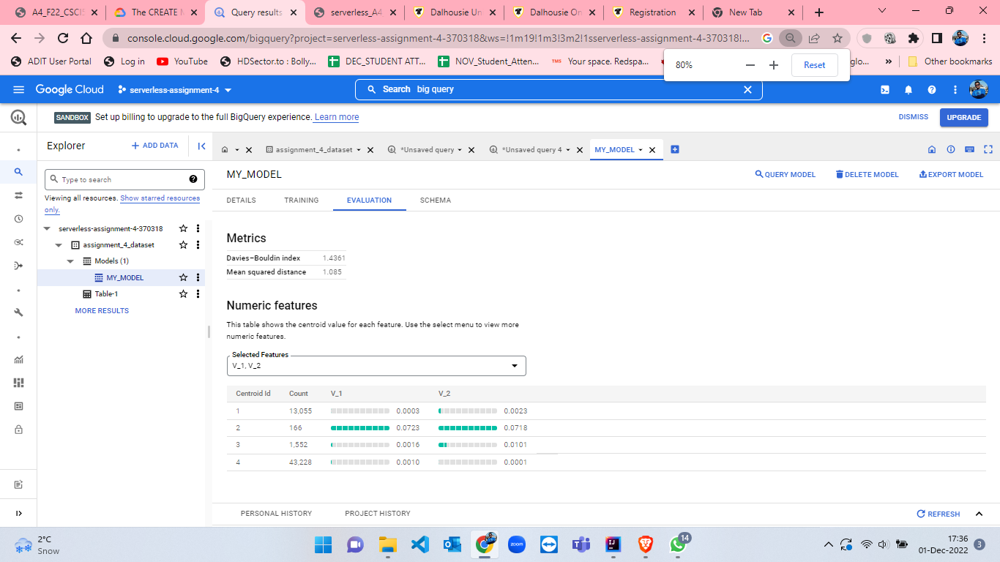 A4_F22_CSCI5 The CREATE M Query results serverless_A4 Dalhousie Un Dalhousie On Registration New Tab
console.cloud.google.com/bigquery?project=serverless-assignment-4-370318&ws=!1m19!1m3!3m2!1sserverless-assignment-4-370318!...
ADIT User Portal Log in YouTube HDSector.to : Bolly... DEC_STUDENT ATT... NOV_Student_Atten... TMS Your space. Redspa... glo... » Other bookmarks
80% Reset
Google Cloud serverless-assignment-4 Search big query
SANDBOX Set up billing to upgrade to the full BigQuery experience. Learn more DISMISS UPGRADE
Explorer + ADD DATA assignment_4_dataset *Unsaved query *Unsaved query 4 MY_MODEL
Type to search
MY_MODEL QUERY MODEL DELETE MODEL EXPORT MODEL
Viewing all resources. Show starred resources
only.
DETAILS TRAINING EVALUATION SCHEMA
serverless-assignment-4-370318
assignment_4_dataset
Models (1)
MY_MODEL
Table-1
MORE RESULTS
Metrics
Davies–Bouldin index 1.4361
Mean squared distance 1.085
Numeric features
This table shows the centroid value for each feature. Use the select menu to view more
numeric features.
Selected Features
V_1, V_2
Centroid Id Count V_1 V_2
1 13,055 0.0003 0.0023
2 166 0.0723 0.0718
3 1,552 0.0016 0.0101
4 43,228 0.0010 0.0001
PERSONAL HISTORY PROJECT HISTORY REFRESH
2°C
Snow
zoom
14
17:36
01-Dec-2022
3